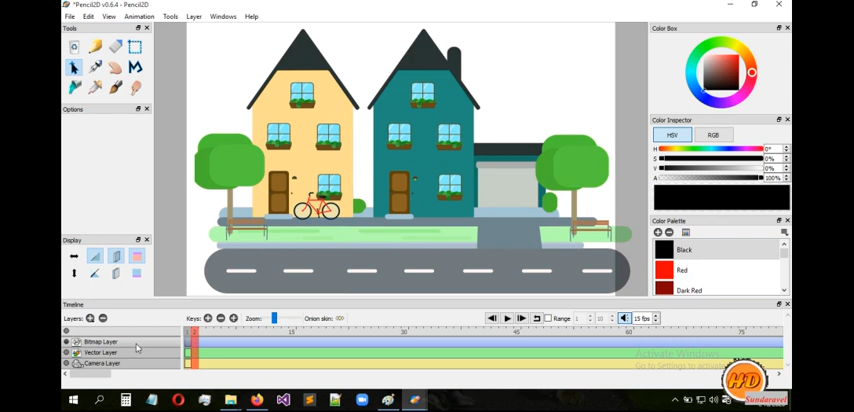 *Pencil2D v0.6.4 - Pencil2D
File Edit View Animation Tools Layer Windows Help
Tools
Options
Display
Color Box
Color Inspector
HSV RGB
H 0°
S 0%
V 0%
A 100%
Color Palette
Black
Red
Dark Red
Timeline
Layers: Keys: Zoom: Onion skin: Range 1 10 15 fps
2 15 30 45 60 75
Bitmap Layer
Vector Layer
Camera Layer
Activate Windows
Go to Settings to activate
HD
Sundaravel